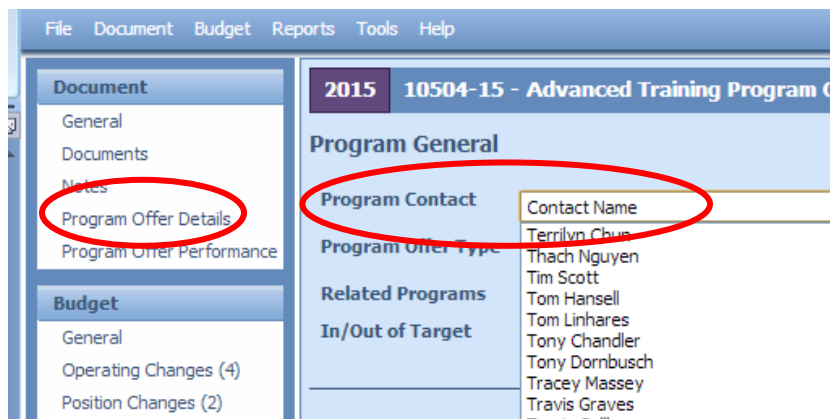 File Document Budget Reports Tools Help
Document
General
Documents
Notes
Program Offer Details
Program Offer Performance
Budget
General
Operating Changes (4)
Position Changes (2)
2015 10504-15 - Advanced Training Program
Program General
Program Contact
Contact Name
Terrilyn Chun
Thach Nguyen
Tim Scott
Tom Hansell
Tom Linhares
Tony Chandler
Tony Dornbusch
Tracey Massey
Travis Graves
Program Offer Type
Related Programs
In/Out of Target